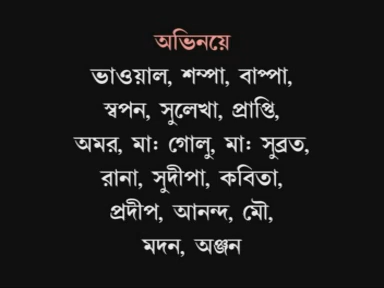 অভিনয়ে
ভাওয়াল, শম্পা, বাপ্পা,
স্বপন, সুলেখা, প্রাপ্তি,
অমর, মাঃ গোলু, মাঃ সুব্রত,
রানা, সুদীপা, কবিতা,
প্রদীপ, আনন্দ, মৌ,
মদন, অঞ্জন